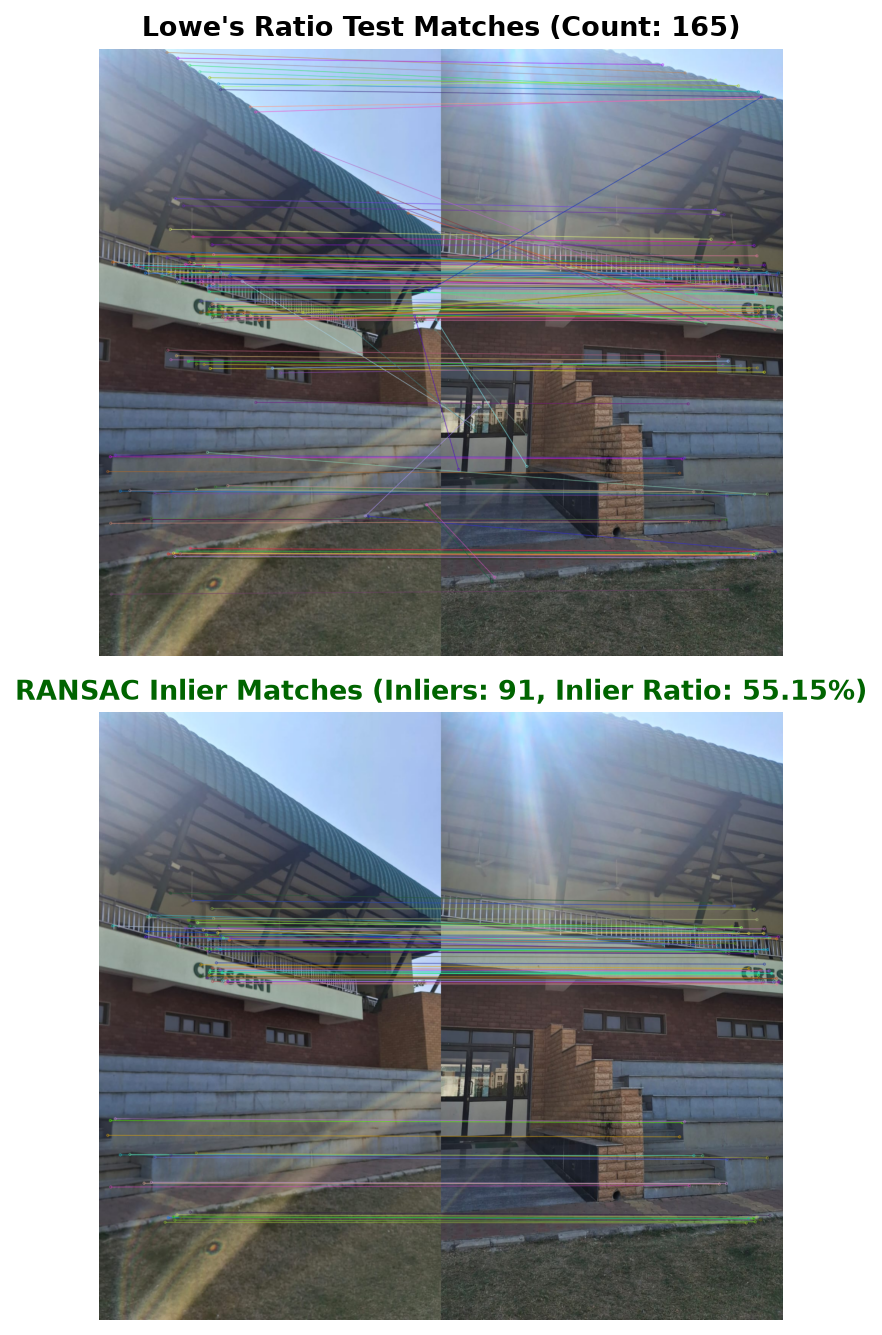 Lowe's Ratio Test Matches (Count: 165)
CRESCENT
CRES
RANSAC Inlier Matches (Inliers: 91, Inlier Ratio: 55.15%)
CRESCENT
CRES